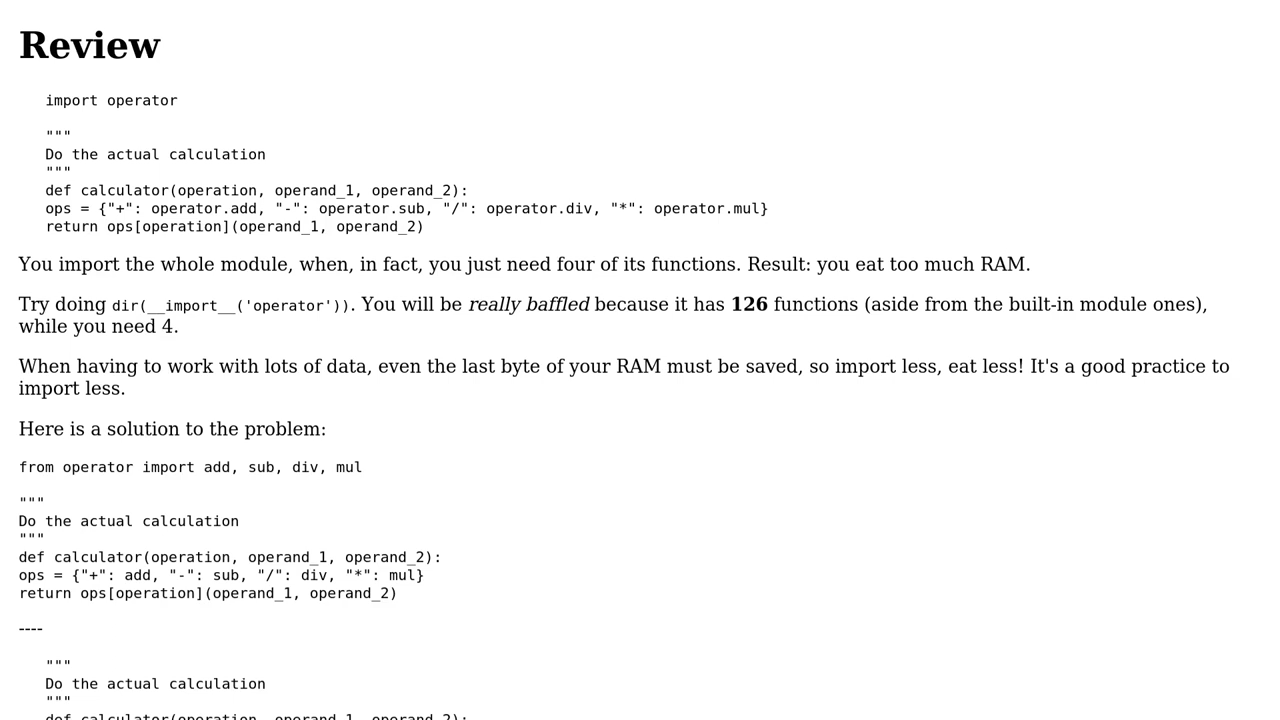 Review
import operator
"""
Do the actual calculation
"""
def calculator(operation, operand_1, operand_2):
ops = {"+": operator.add, "-": operator.sub, "/": operator.div, "*": operator.mul}
return ops[operation](operand_1, operand_2)
You import the whole module, when, in fact, you just need four of its functions. Result: you eat too much RAM.
Try doing dir(__import__('operator')). You will be really baffled because it has 126 functions (aside from the built-in module ones),
while you need 4.
When having to work with lots of data, even the last byte of your RAM must be saved, so import less, eat less! It's a good practice to
import less.
Here is a solution to the problem:
from operator import add, sub, div, mul
"""
Do the actual calculation
"""
def calculator(operation, operand_1, operand_2):
ops = {"+": add, "-": sub, "/": div, "*": mul}
return ops[operation](operand_1, operand_2)
----
"""
Do the actual calculation
"""
def calculator(operation, operand_1, operand_2):